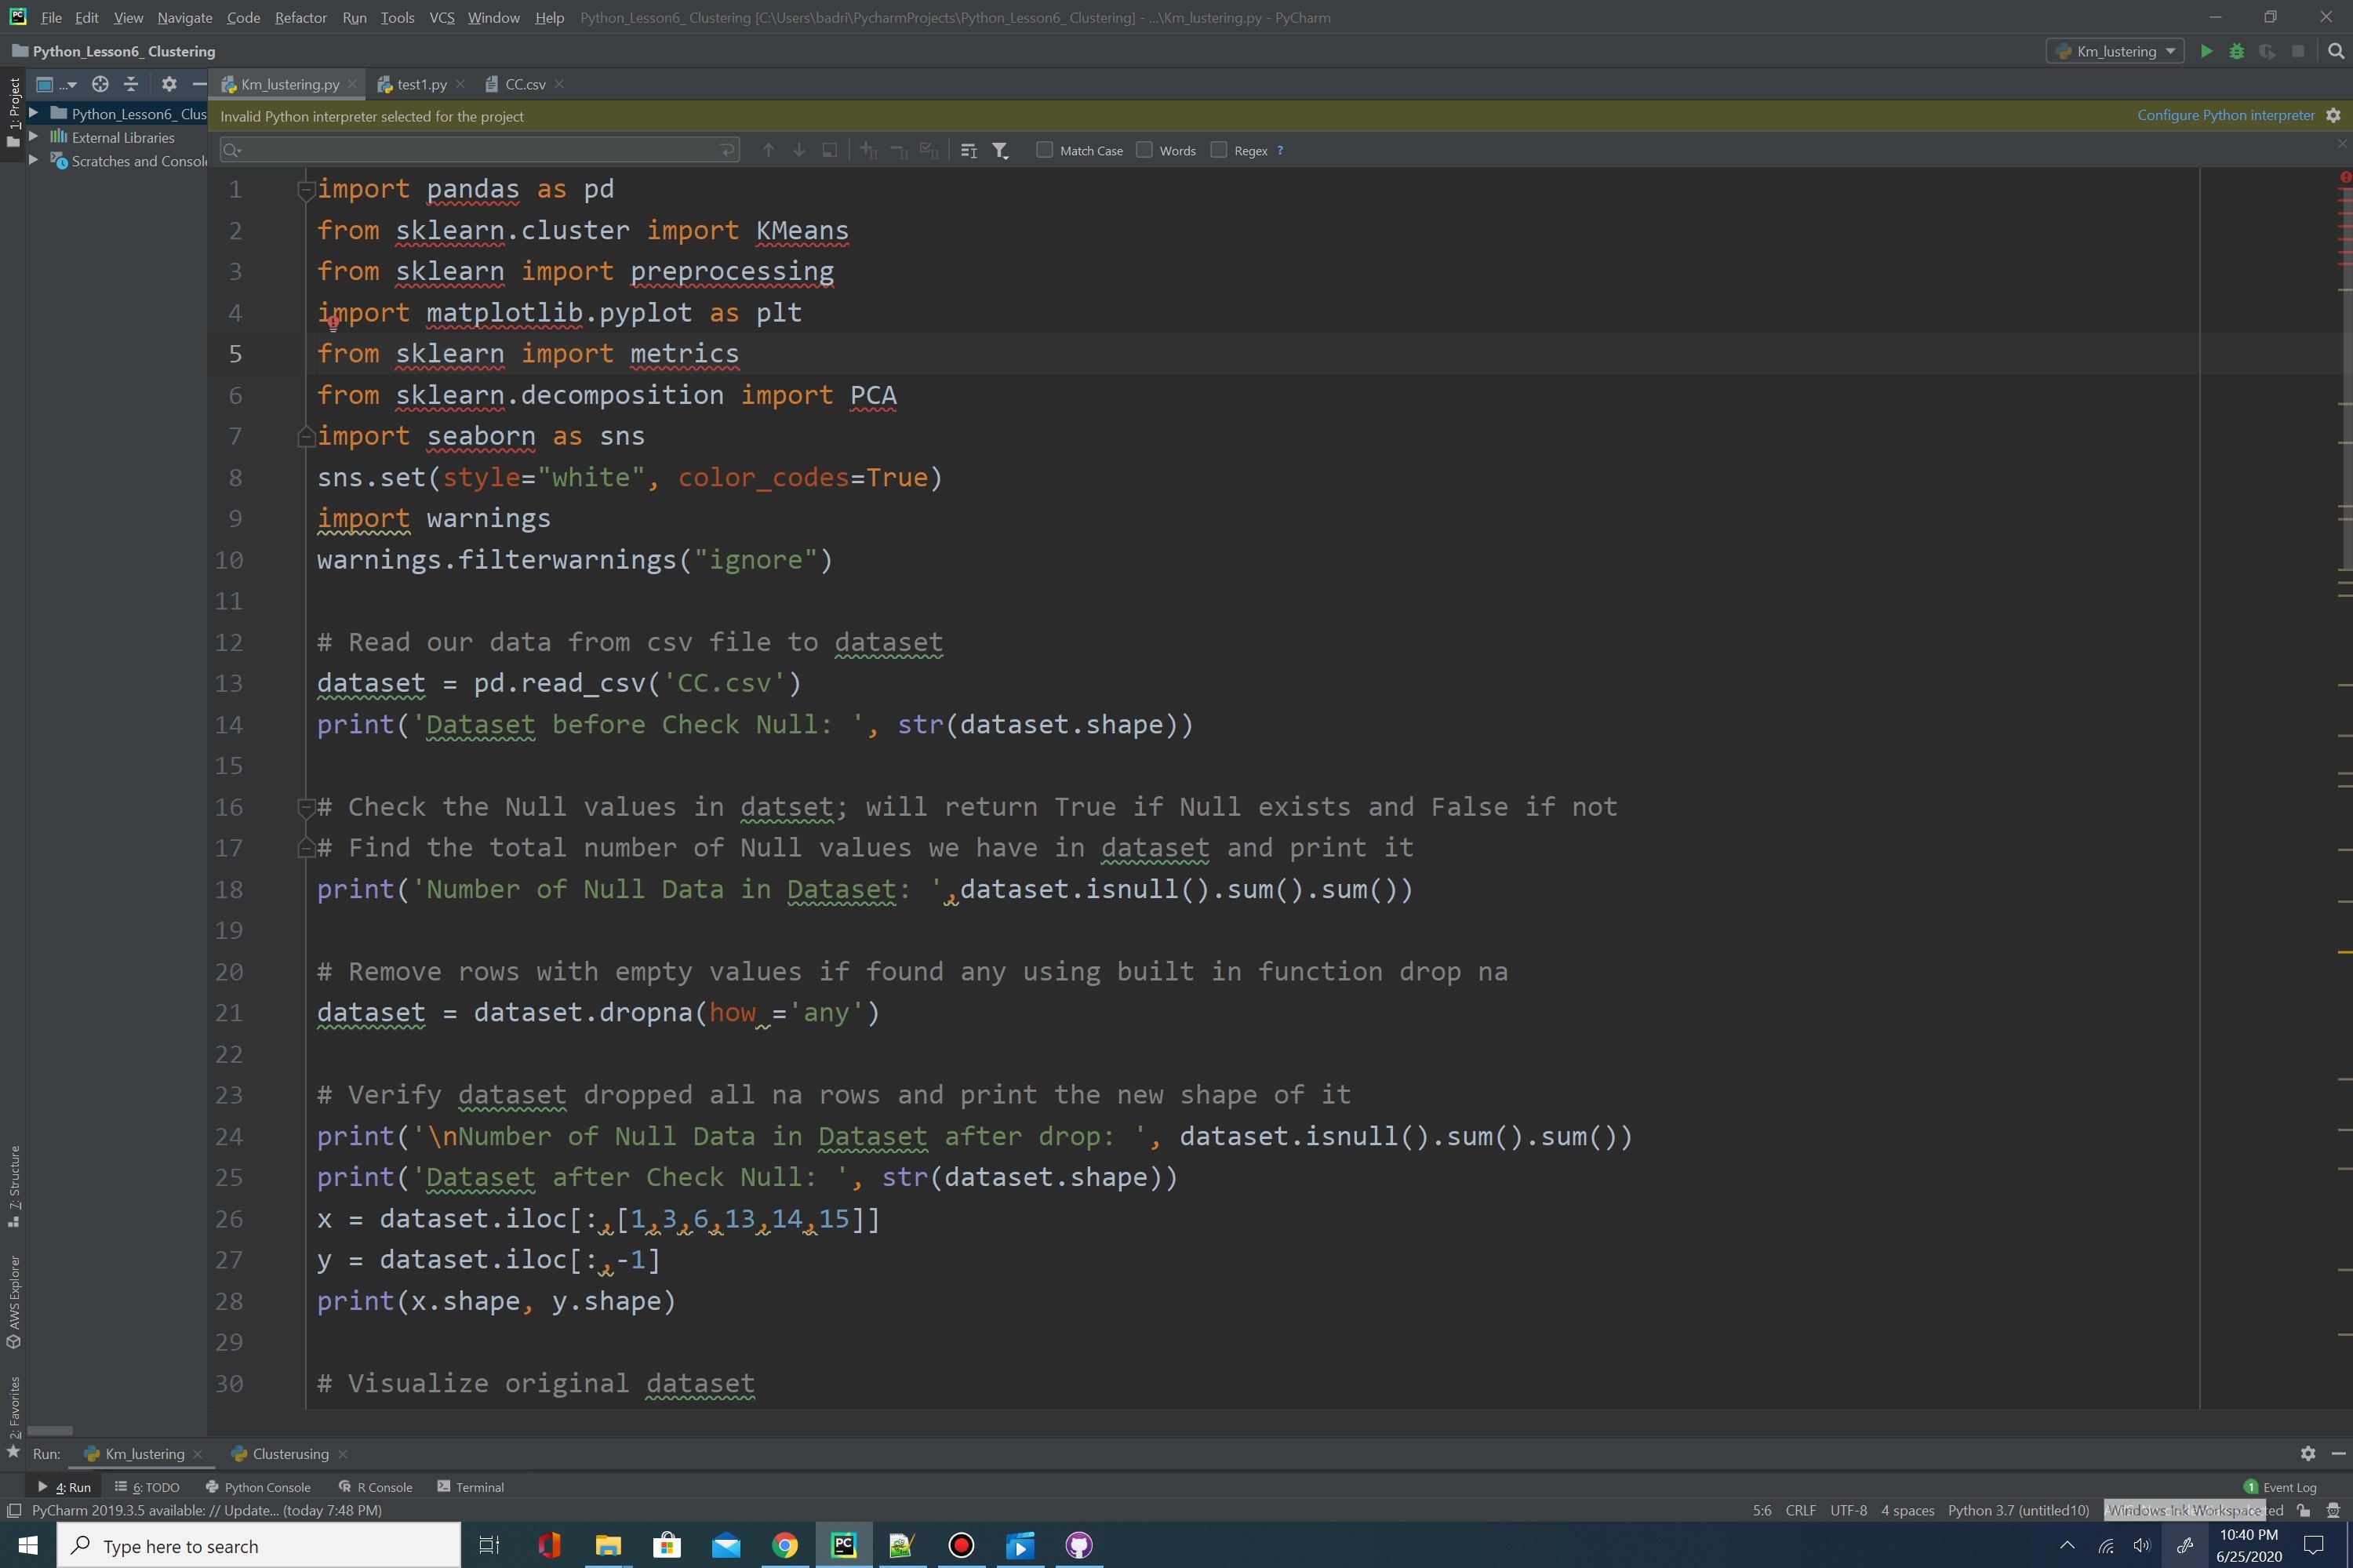 File Edit View Navigate Code Refactor Run Tools VCS Window Help Python_Lesson6_ Clustering [C:\Users\badri\PycharmProjects\Python_Lesson6_ Clustering] - ...\Km_lustering.py - PyCharm
Python_Lesson6_ Clustering
Km_lustering
1: Project
...
Km_lustering.py
test1.py
CC.csv
Python_Lesson6_ Clus
External Libraries
Scratches and Consol
Invalid Python interpreter selected for the project
Configure Python interpreter
Match Case Words Regex ?
1 import pandas as pd
2 from sklearn.cluster import KMeans
3 from sklearn import preprocessing
4 import matplotlib.pyplot as plt
5 from sklearn import metrics
6 from sklearn.decomposition import PCA
7 import seaborn as sns
8 sns.set(style="white", color_codes=True)
9 import warnings
10 warnings.filterwarnings("ignore")
11
12 # Read our data from csv file to dataset
13 dataset = pd.read_csv('CC.csv')
14 print('Dataset before Check Null: ', str(dataset.shape))
15
16 # Check the Null values in datset; will return True if Null exists and False if not
17 # Find the total number of Null values we have in dataset and print it
18 print('Number of Null Data in Dataset: ',dataset.isnull().sum().sum())
19
20 # Remove rows with empty values if found any using built in function drop na
21 dataset = dataset.dropna(how ='any')
22
23 # Verify dataset dropped all na rows and print the new shape of it
24 print('\nNumber of Null Data in Dataset after drop: ', dataset.isnull().sum().sum())
25 print('Dataset after Check Null: ', str(dataset.shape))
26 x = dataset.iloc[:,[1,3,6,13,14,15]]
27 y = dataset.iloc[:,-1]
28 print(x.shape, y.shape)
29
30 # Visualize original dataset
7: Structure
AWS Explorer
2: Favorites
Run: Km_lustering Clusterusing
4: Run 6: TODO Python Console R Console Terminal
1 Event Log
PyCharm 2019.3.5 available: // Update... (today 7:48 PM)
5:6 CRLF UTF-8 4 spaces Python 3.7 (untitled10) Windows Ink Workspace
Type here to search
PC
10:40 PM
6/25/2020